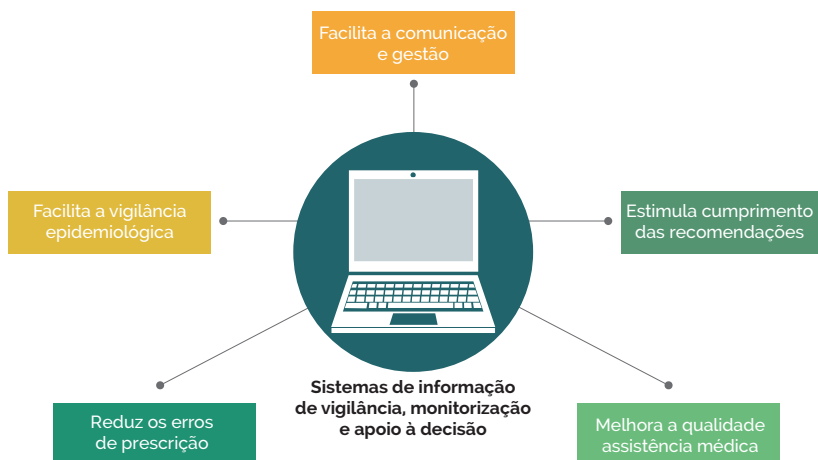 Facilita a comunicação
e gestão
Facilita a vigilância
epidemiológica
Estimula cumprimento
das recomendações
Sistemas de informação
de vigilância, monitorização
e apoio à decisão
Reduz os erros
de prescrição
Melhora a qualidade
assistência médica